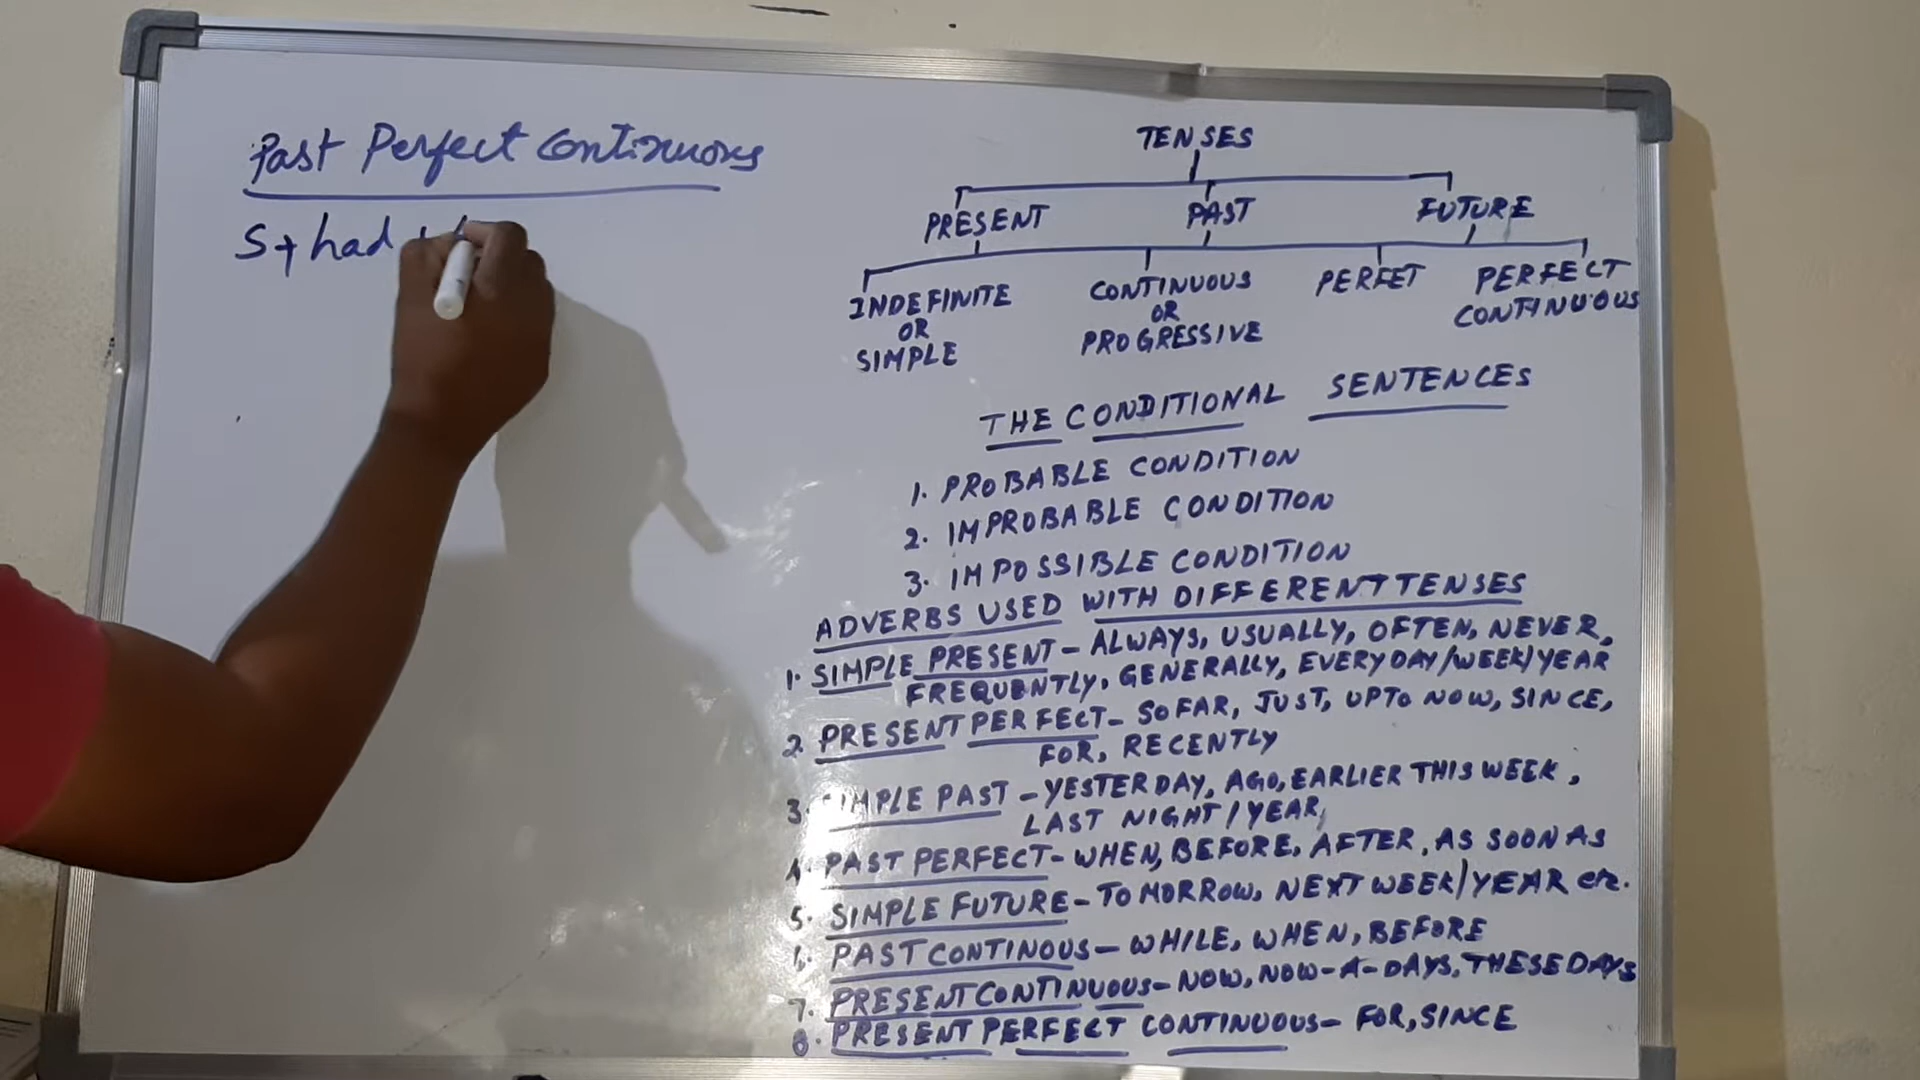 Past Perfect Continuous
S + had +
TENSES
PRESENT PAST FUTURE
INDEFINITE OR SIMPLE
CONTINUOUS OR PROGRESSIVE
PERFET
PERFECT CONTINUOUS
THE CONDITIONAL SENTENCES
1. PROBABLE CONDITION
2. IMPROBABLE CONDITION
3. IMPOSSIBLE CONDITION
ADVERBS USED WITH DIFFERENT TENSES
1. SIMPLE PRESENT - ALWAYS, USUALLY, OFTEN, NEVER,
FREQUENTLY, GENERALLY, EVERYDAY/WEEK/YEAR
2. PRESENT PERFECT - SO FAR, JUST, UPTO NOW, SINCE,
FOR, RECENTLY
3. SIMPLE PAST - YESTERDAY, AGO, EARLIER THIS WEEK,
LAST NIGHT/YEAR,
4. PAST PERFECT - WHEN, BEFORE, AFTER, AS SOON AS
5. SIMPLE FUTURE - TOMORROW, NEXT WEEK/YEAR etc.
6. PAST CONTINOUS - WHILE, WHEN, BEFORE
7. PRESENT CONTINUOUS - NOW, NOW-A-DAYS, THESE DAYS
8. PRESENT PERFECT CONTINUOUS - FOR, SINCE